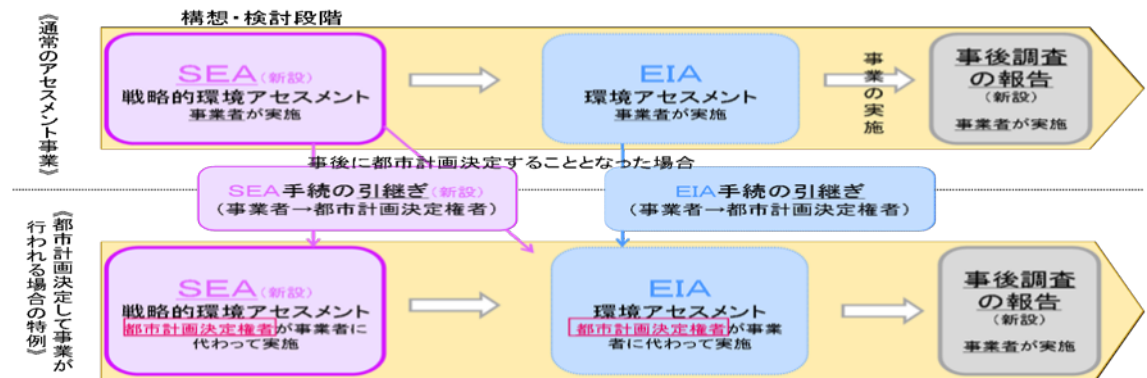 構想・検討段階
《通常のアセスメント事業》
SEA(新設)
戦略的環境アセスメント
事業者が実施
EIA
環境アセスメント
事業者が実施
事業の実施
事後調査
の報告
(新設)
事業者が実施
事後に都市計画決定することとなった場合
SEA手続の引継ぎ(新設)
(事業者→都市計画決定権者)
EIA手続の引継ぎ
(事業者→都市計画決定権者)
《都市計画決定して事業が
行われる場合の特例》
SEA(新設)
戦略的環境アセスメント
都市計画決定権者が事業者に
代わって実施
EIA
環境アセスメント
都市計画決定権者が事業
者に代わって実施
事後調査
の報告
(新設)
事業者が実施